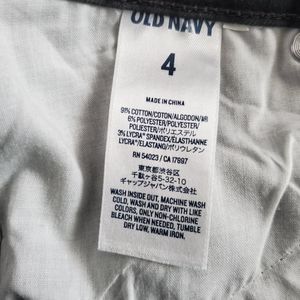 OLD NAVY
4
MADE IN CHINA
91% COTTON/COTON/ALGODON/棉
6% POLYESTER/POLYESTER/
POLIESTER/ポリエステル
3% LYCRA® SPANDEX/ÉLASTHANNE
LYCRA®/ELASTANO/ポリウレタン
RN 54023 / CA 17897
東京都渋谷区
千駄ヶ谷5-32-10
ギャップジャパン株式会社
WASH INSIDE OUT, MACHINE WASH
COLD, WASH AND DRY WITH LIKE
COLORS, ONLY NON-CHLORINE
BLEACH WHEN NEEDED, TUMBLE
DRY LOW, WARM IRON.